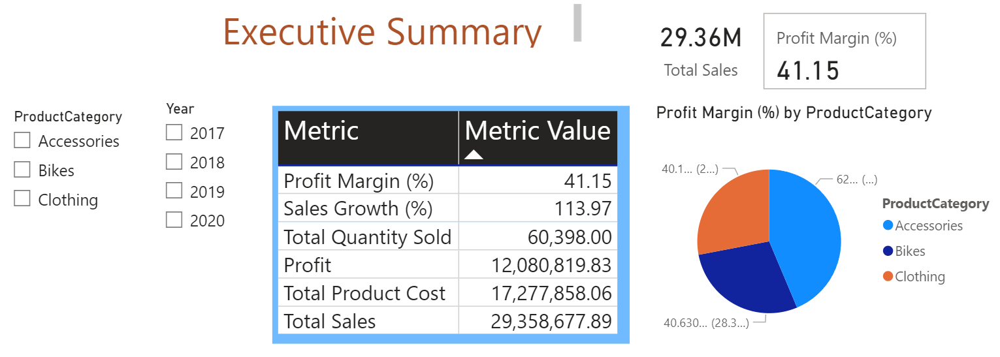 Executive Summary
29.36M
Total Sales
Profit Margin (%)
41.15
ProductCategory
Accessories
Bikes
Clothing
Year
2017
2018
2019
2020
Metric Metric Value
Profit Margin (%) 41.15
Sales Growth (%) 113.97
Total Quantity Sold 60,398.00
Profit 12,080,819.83
Total Product Cost 17,277,858.06
Total Sales 29,358,677.89
Profit Margin (%) by ProductCategory
40.1... (2...)
62... (...)
40.630... (28.3...)
ProductCategory
Accessories
Bikes
Clothing